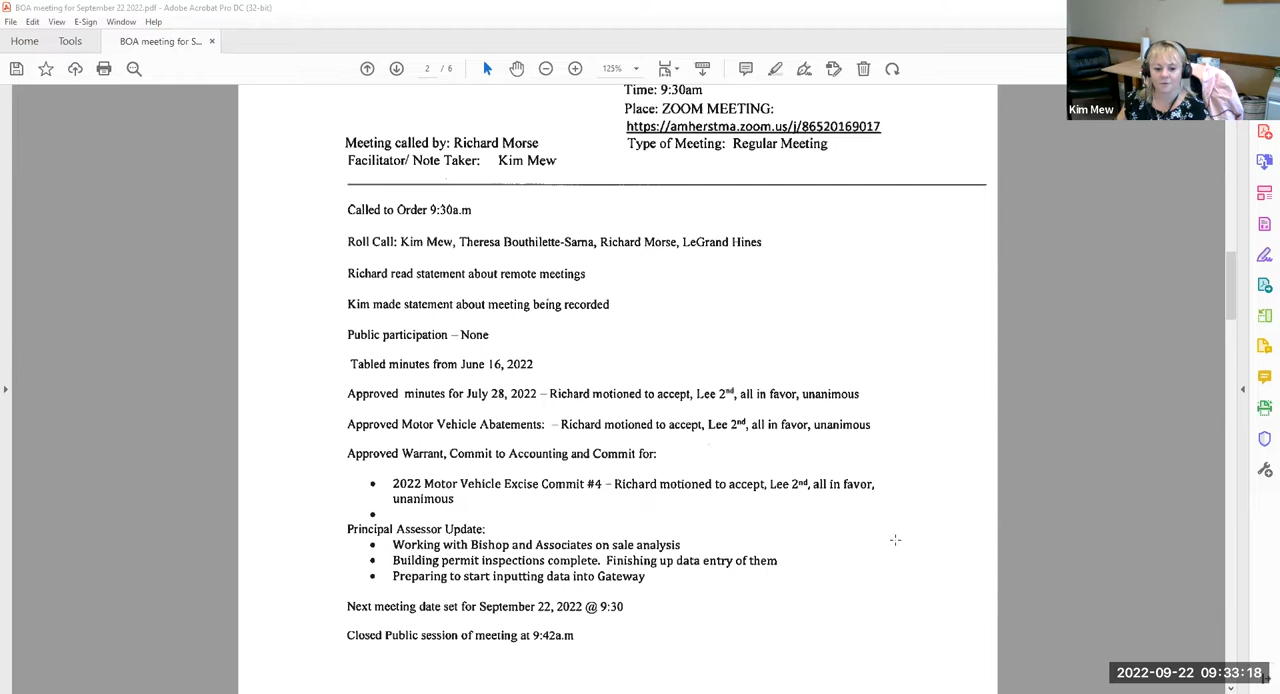 BOA meeting for September 22 2022.pdf - Adobe Acrobat Pro DC (32-bit)
File Edit View E-Sign Window Help
Home Tools BOA meeting for S... ×
2 / 6 125%
Kim Mew
Time: 9:30am
Place: ZOOM MEETING:
https://amherstma.zoom.us/j/86520169017
Meeting called by: Richard Morse
Type of Meeting: Regular Meeting
Facilitator/ Note Taker: Kim Mew
Called to Order 9:30a.m
Roll Call: Kim Mew, Theresa Bouthilette-Sarna, Richard Morse, LeGrand Hines
Richard read statement about remote meetings
Kim made statement about meeting being recorded
Public participation – None
Tabled minutes from June 16, 2022
Approved minutes for July 28, 2022 – Richard motioned to accept, Lee 2nd, all in favor, unanimous
Approved Motor Vehicle Abatements: – Richard motioned to accept, Lee 2nd, all in favor, unanimous
Approved Warrant, Commit to Accounting and Commit for:
• 2022 Motor Vehicle Excise Commit #4 – Richard motioned to accept, Lee 2nd, all in favor,
unanimous
•
Principal Assessor Update:
• Working with Bishop and Associates on sale analysis
• Building permit inspections complete. Finishing up data entry of them
• Preparing to start inputting data into Gateway
Next meeting date set for September 22, 2022 @ 9:30
Closed Public session of meeting at 9:42a.m
2022-09-22 09:33:18